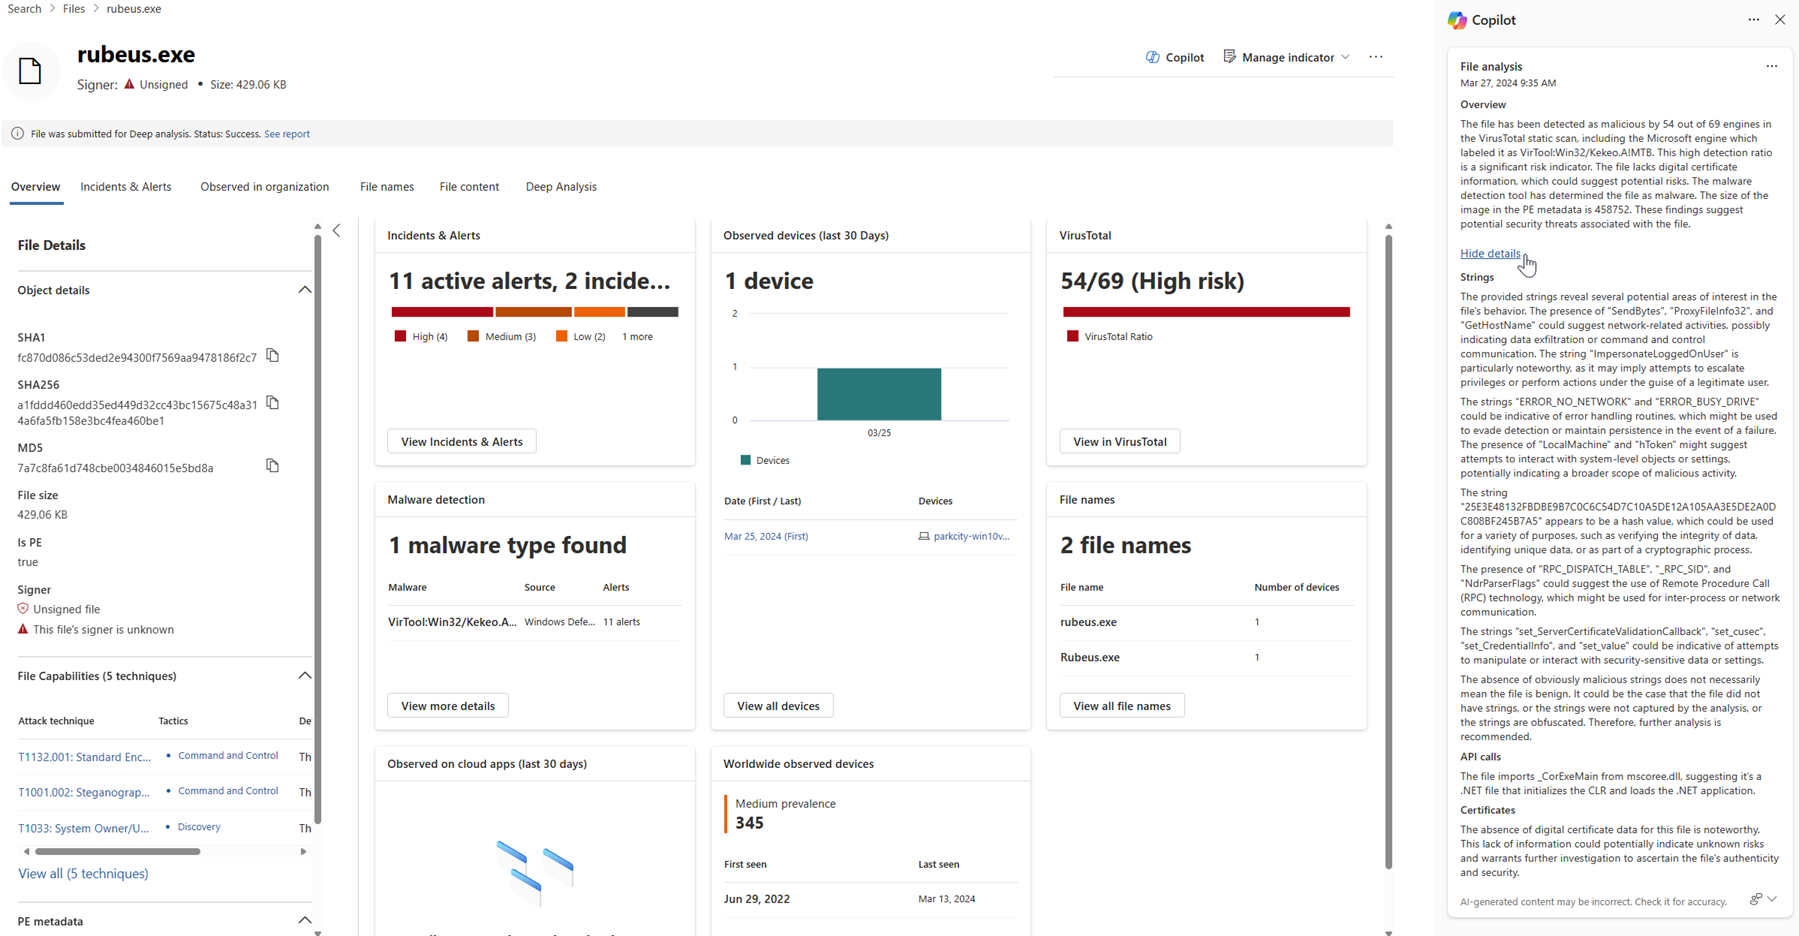 Search > Files > rubeus.exe
rubeus.exe
Signer: Unsigned • Size: 429.06 KB
Copilot
Manage indicator
File was submitted for Deep analysis. Status: Success. See report
Overview
Incidents & Alerts
Observed in organization
File names
File content
Deep Analysis
File Details
Object details
SHA1
fc870d086c53ded2e94300f7569aa9478186f2c7
SHA256
a1fddd460edd35ed449d32cc43bc15675c48a31
4a6fa5fb158e3bc4fea460be1
MD5
7a7c8fa61d748cbe0034846015e5bd8a
File size
429.06 KB
Is PE
true
Signer
Unsigned file
This file's signer is unknown
File Capabilities (5 techniques)
Attack technique Tactics De
T1132.001: Standard Enc... • Command and Control Th
T1001.002: Steganograp... • Command and Control Th
T1033: System Owner/U... • Discovery Th
View all (5 techniques)
PE metadata
Incidents & Alerts
11 active alerts, 2 incide...
High (4) Medium (3) Low (2) 1 more
View Incidents & Alerts
Malware detection
1 malware type found
Malware Source Alerts
VirTool:Win32/Kekeo.A... Windows Defe... 11 alerts
View more details
Observed on cloud apps (last 30 days)
Observed devices (last 30 Days)
1 device
2
1
0
03/25
Devices
Date (First / Last) Devices
Mar 25, 2024 (First) parkcity-win10v...
View all devices
Worldwide observed devices
Medium prevalence
345
First seen Last seen
Jun 29, 2022 Mar 13, 2024
VirusTotal
54/69 (High risk)
VirusTotal Ratio
View in VirusTotal
File names
2 file names
File name Number of devices
rubeus.exe 1
Rubeus.exe 1
View all file names
Copilot
File analysis
Mar 27, 2024 9:35 AM
Overview
The file has been detected as malicious by 54 out of 69 engines in
the VirusTotal static scan, including the Microsoft engine which
labeled it as VirTool:Win32/Kekeo.A!MTB. This high detection ratio
is a significant risk indicator. The file lacks digital certificate
information, which could suggest potential risks. The malware
detection tool has determined the file as malware. The size of the
image in the PE metadata is 458752. These findings suggest
potential security threats associated with the file.
Hide details
Strings
The provided strings reveal several potential areas of interest in the
file's behavior. The presence of "SendBytes", "ProxyFileInfo32", and
"GetHostName" could suggest network-related activities, possibly
indicating data exfiltration or command and control
communication. The string "ImpersonateLoggedOnUser" is
particularly noteworthy, as it may imply attempts to escalate
privileges or perform actions under the guise of a legitimate user.
The strings "ERROR_NO_NETWORK" and "ERROR_BUSY_DRIVE"
could be indicative of error handling routines, which might be used
to evade detection or maintain persistence in the event of a failure.
The presence of "LocalMachine" and "hToken" might suggest
attempts to interact with system-level objects or settings,
potentially indicating a broader scope of malicious activity.
The string
"25E3E48132FBDBE9B7C0C6C54D7C10A5DE12A105AA3E5DE2A0D
C808BF245B7A5" appears to be a hash value, which could be used
for a variety of purposes, such as verifying the integrity of data,
identifying unique data, or as part of a cryptographic process.
The presence of "RPC_DISPATCH_TABLE", "_RPC_SID", and
"NdrParserFlags" could suggest the use of Remote Procedure Call
(RPC) technology, which might be used for inter-process or network
communication.
The strings "set_ServerCertificateValidationCallback", "set_cusec",
"set_CredentialInfo", and "set_value" could be indicative of attempts
to manipulate or interact with security-sensitive data or settings.
The absence of obviously malicious strings does not necessarily
mean the file is benign. It could be the case that the file did not
have strings, or the strings were not captured by the analysis, or
the strings are obfuscated. Therefore, further analysis is
recommended.
API calls
The file imports _CorExeMain from mscoree.dll, suggesting it's a
.NET file that initializes the CLR and loads the .NET application.
Certificates
The absence of digital certificate data for this file is noteworthy.
This lack of information could potentially indicate unknown risks
and warrants further investigation to ascertain the file's authenticity
and security.
AI-generated content may be incorrect. Check it for accuracy.